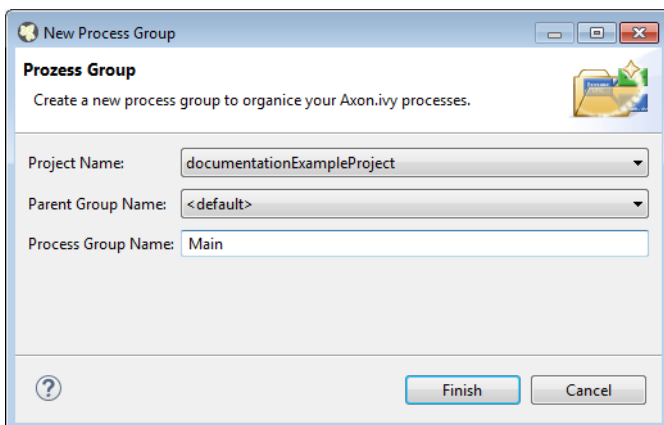 New Process Group
Prozess Group
Create a new process group to organice your Axon.ivy processes.
Project Name: documentationExampleProject
Parent Group Name: <default>
Process Group Name: Main
Finish Cancel